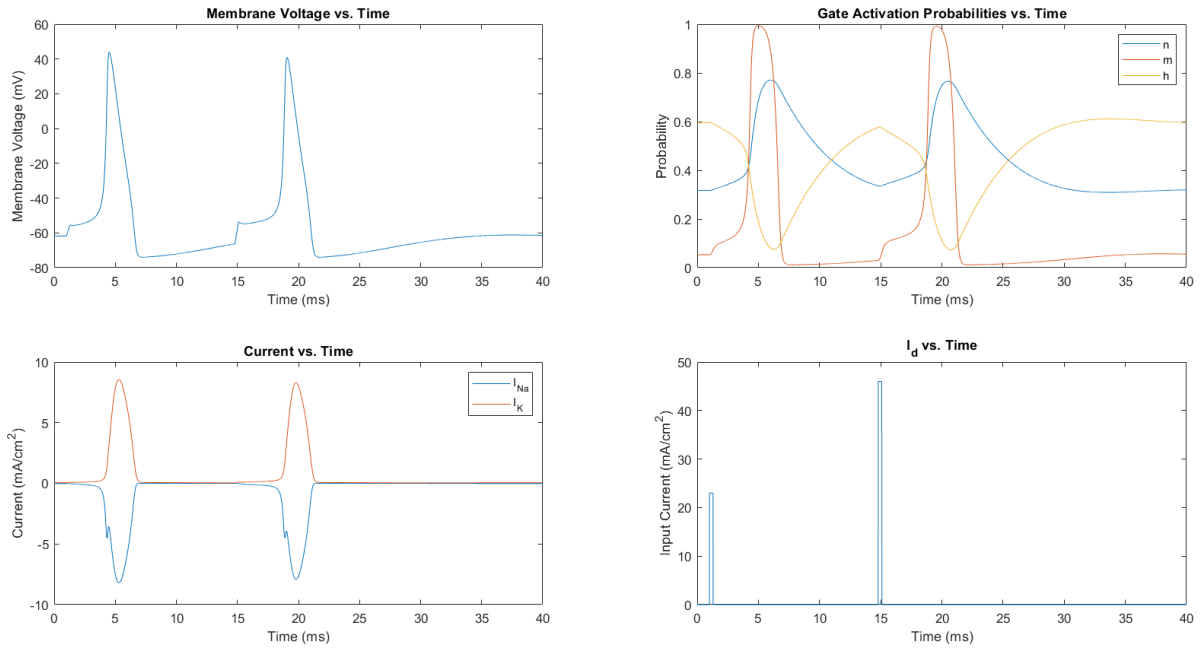 Membrane Voltage vs. Time
Membrane Voltage (mV)
60
40
20
0
-20
-40
-60
-80
0 5 10 15 20 25 30 35 40
Time (ms)
Gate Activation Probabilities vs. Time
Probability
1
0.8
0.6
0.4
0.2
0
n
m
h
0 5 10 15 20 25 30 35 40
Time (ms)
Current vs. Time
Current (mA/cm2)
10
5
0
-5
-10
INa
IK
0 5 10 15 20 25 30 35 40
Time (ms)
Id vs. Time
Input Current (mA/cm2)
50
40
30
20
10
0
0 5 10 15 20 25 30 35 40
Time (ms)